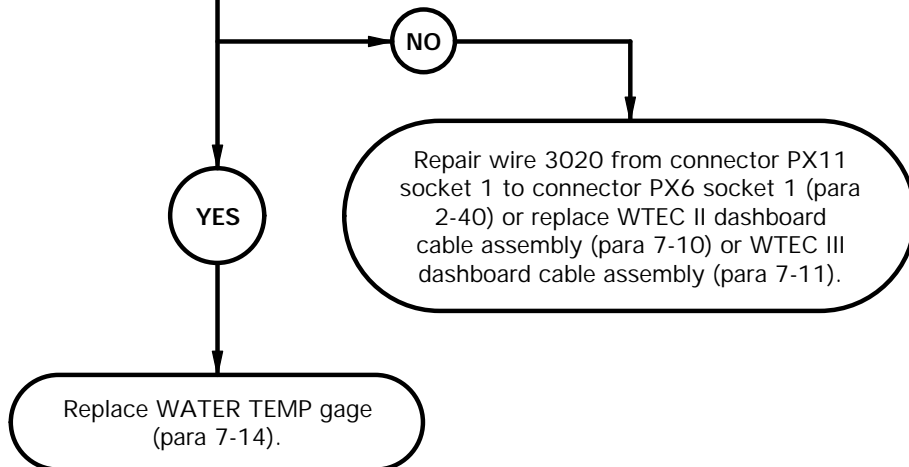 NO
Repair wire 3020 from connector PX11
socket 1 to connector PX6 socket 1 (para
2-40) or replace WTEC II dashboard
cable assembly (para 7-10) or WTEC III
dashboard cable assembly (para 7-11).
YES
Replace WATER TEMP gage
(para 7-14).